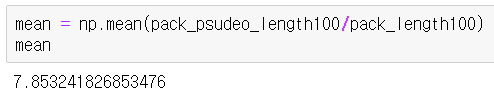 mean = np.mean(pack_psudeo_length100/pack_length100)
mean
7.853241826853476